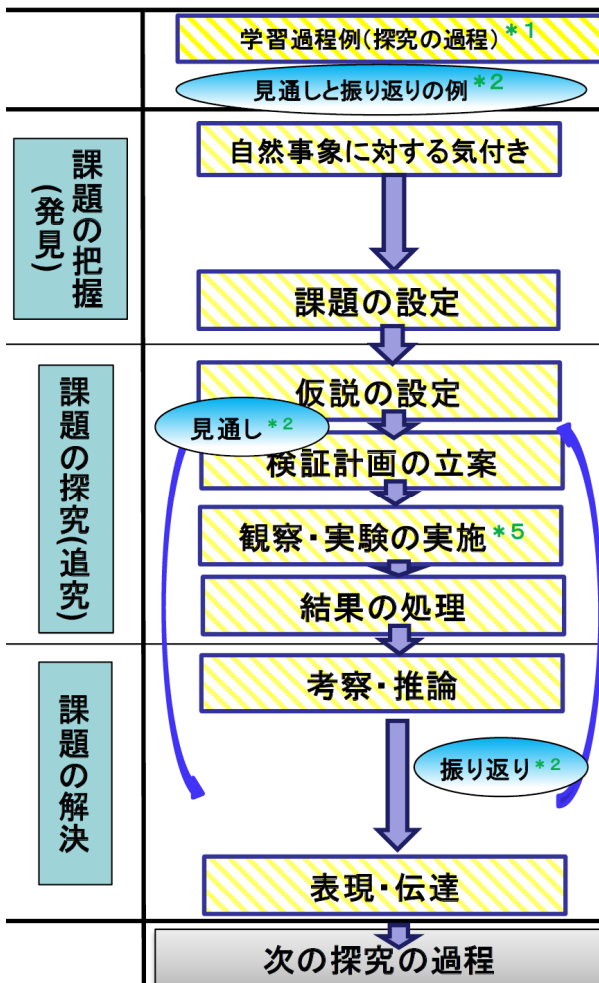 学習過程例(探究の過程)*1
見通しと振り返りの例*2
課題の把握
(発見)
自然事象に対する気付き
課題の設定
課題の探究(追究)
仮説の設定
見通し*2
検証計画の立案
観察・実験の実施*5
結果の処理
課題の解決
考察・推論
振り返り*2
表現・伝達
次の探究の過程